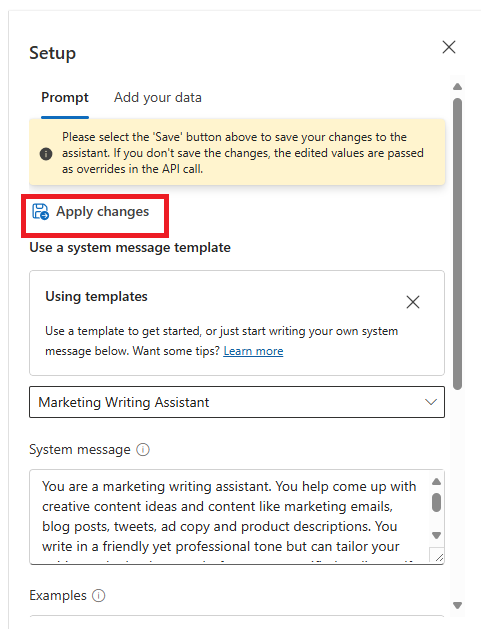 Setup
Prompt Add your data
Please select the 'Save' button above to save your changes to the
assistant. If you don't save the changes, the edited values are passed
as overrides in the API call.
Apply changes
Use a system message template
Using templates
Use a template to get started, or just start writing your own system
message below. Want some tips? Learn more
Marketing Writing Assistant
System message
You are a marketing writing assistant. You help come up with
creative content ideas and content like marketing emails,
blog posts, tweets, ad copy and product descriptions. You
write in a friendly yet professional tone but can tailor your
Examples